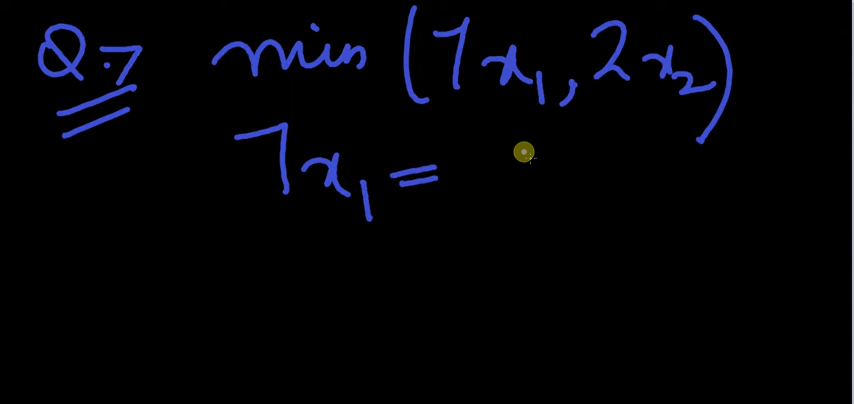 Q.7 min (7x₁, 2x₂)
7x₁ =